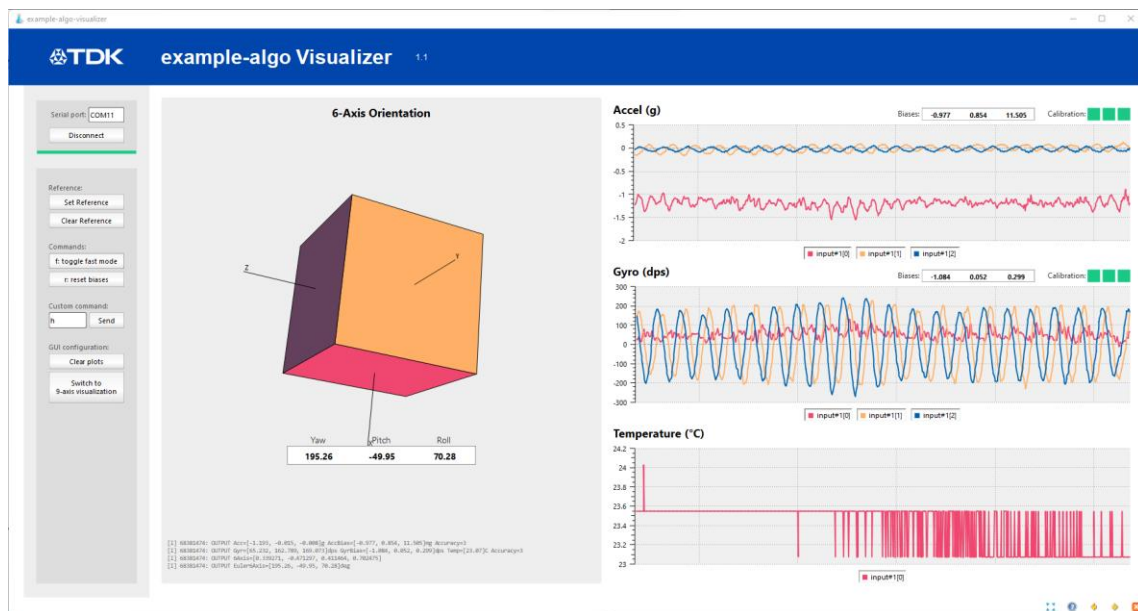 example-algo-visualizer
TDK
example-algo Visualizer
1.1
Serial port:
COM11
Disconnect
Reference:
Set Reference
Clear Reference
Commands:
f: toggle fast mode
r: reset biases
Custom command:
h
Send
GUI configuration:
Clear plots
Switch to
9-axis visualization
6-Axis Orientation
Z
Y
X
Yaw Pitch Roll
195.26 -49.95 70.28
Accel (g)
Biases: -0.977 0.854 11.505 Calibration:
0.5
0
-0.5
-1
-1.5
-2
input#1[0] input#1[1] input#1[2]
Gyro (dps)
Biases: -1.084 0.052 0.299 Calibration:
300
200
100
0
-100
-200
-300
input#1[0] input#1[1] input#1[2]
Temperature (°C)
24.2
24
23.8
23.6
23.4
23.2
23
input#1[0]